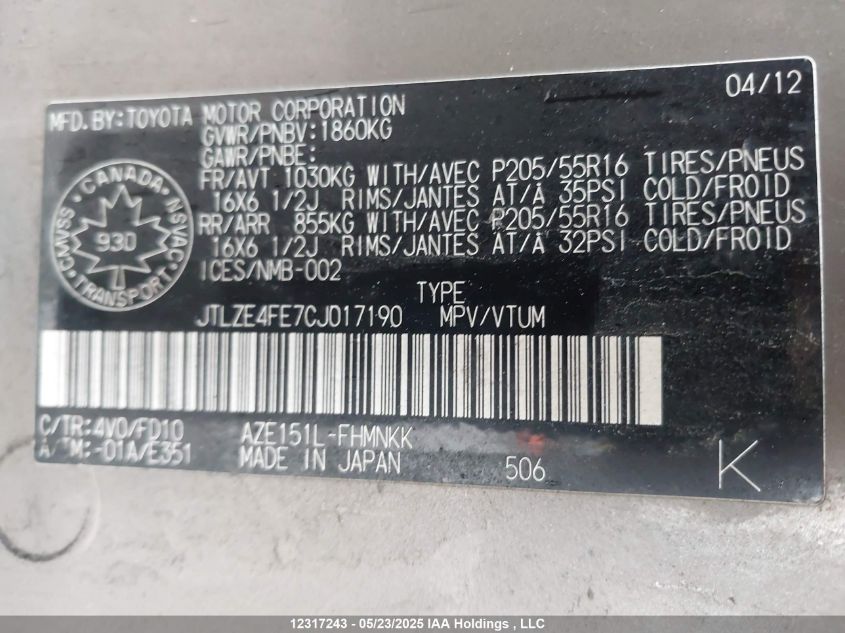 04/12
MFD.BY:TOYOTA MOTOR CORPORATION
GVWR/PNBV:1860KG
GAWR/PNBE:
FR/AVT 1030KG WITH/AVEC P205/55R16 TIRES/PNEUS
16X6 1/2J RIMS/JANTES AT/À 35PSI COLD/FROID
RR/ARR 855KG WITH/AVEC P205/55R16 TIRES/PNEUS
16X6 1/2J RIMS/JANTES AT/À 32PSI COLD/FROID
ICES/NMB-002
CANADA
CMVSS
NSVAC
930
TRANSPORT
TYPE
JTLZE4FE7CJ017190 MPV/VTUM
C/TR:4V0/FD10 AZE151L-FHMNKK
A/TM:-01A/E351 MADE IN JAPAN 506 K
12317243 - 05/23/2025 IAA Holdings , LLC